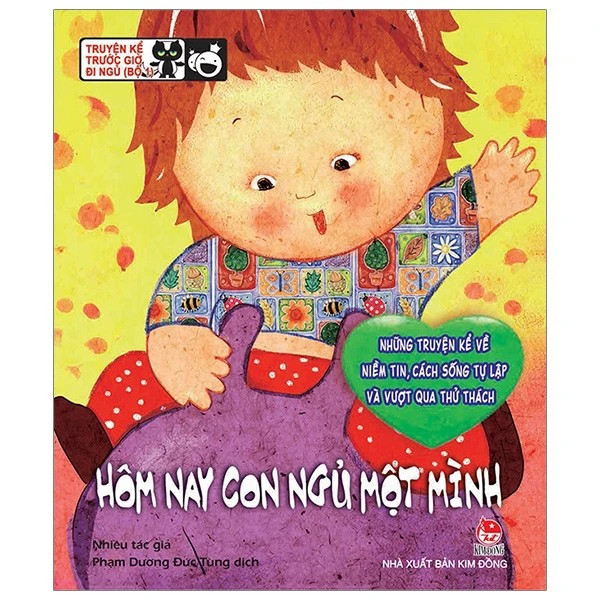 TRUYỆN KỂ
TRƯỚC GIỜ
ĐI NGỦ (BỘ 1)
NHỮNG TRUYỆN KỂ VỀ
NIỀM TIN, CÁCH SỐNG TỰ LẬP
VÀ VƯỢT QUA THỬ THÁCH
HÔM NAY CON NGỦ MỘT MÌNH
Nhiều tác giả
Phạm Dương Đức Tùng dịch
KIM ĐỒNG
NHÀ XUẤT BẢN KIM ĐỒNG